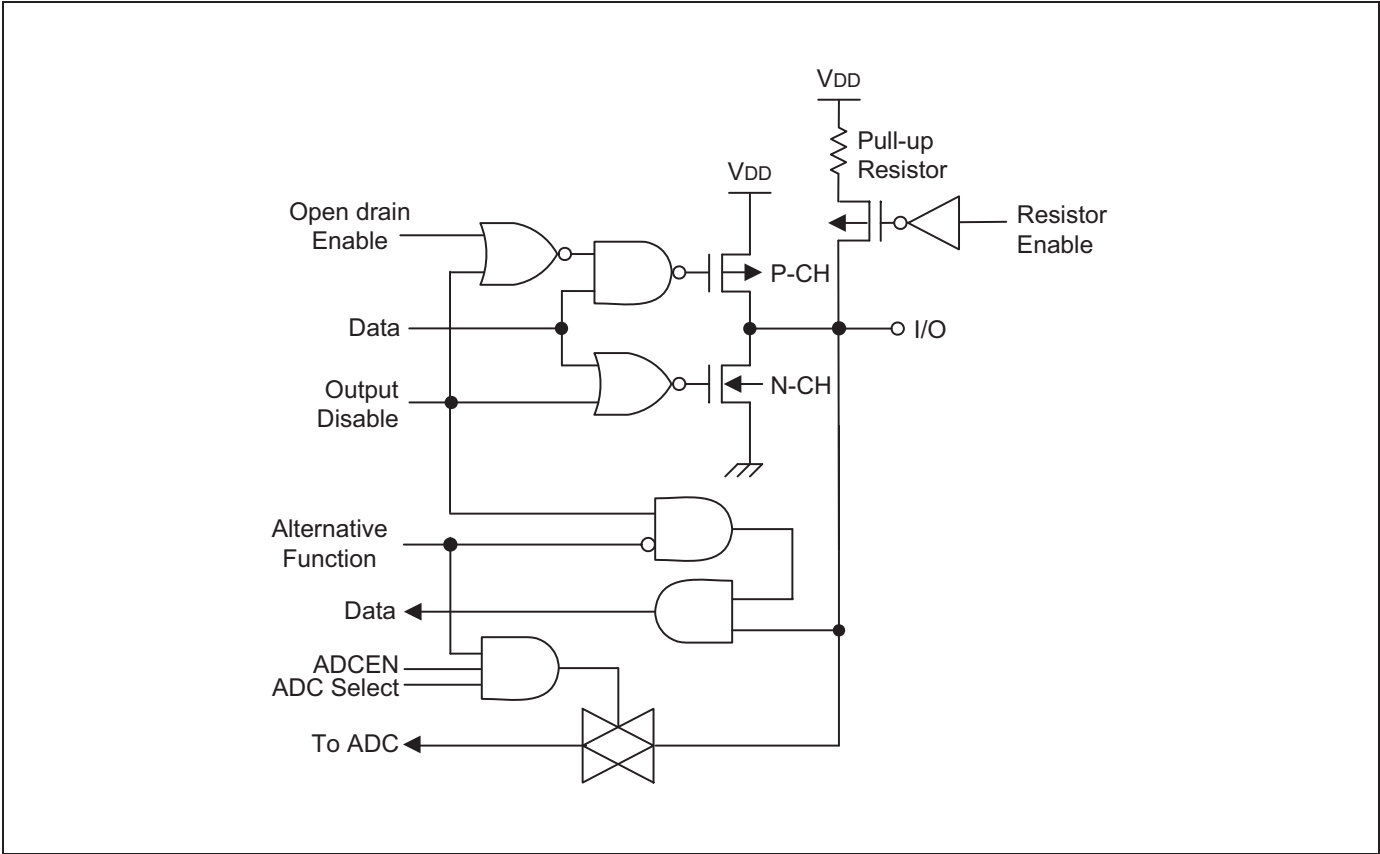 VDD
Pull-up
Resistor
VDD
Open drain
Enable
Resistor
Enable
P-CH
Data
I/O
N-CH
Output
Disable
Alternative
Function
Data
ADCEN
ADC Select
To ADC